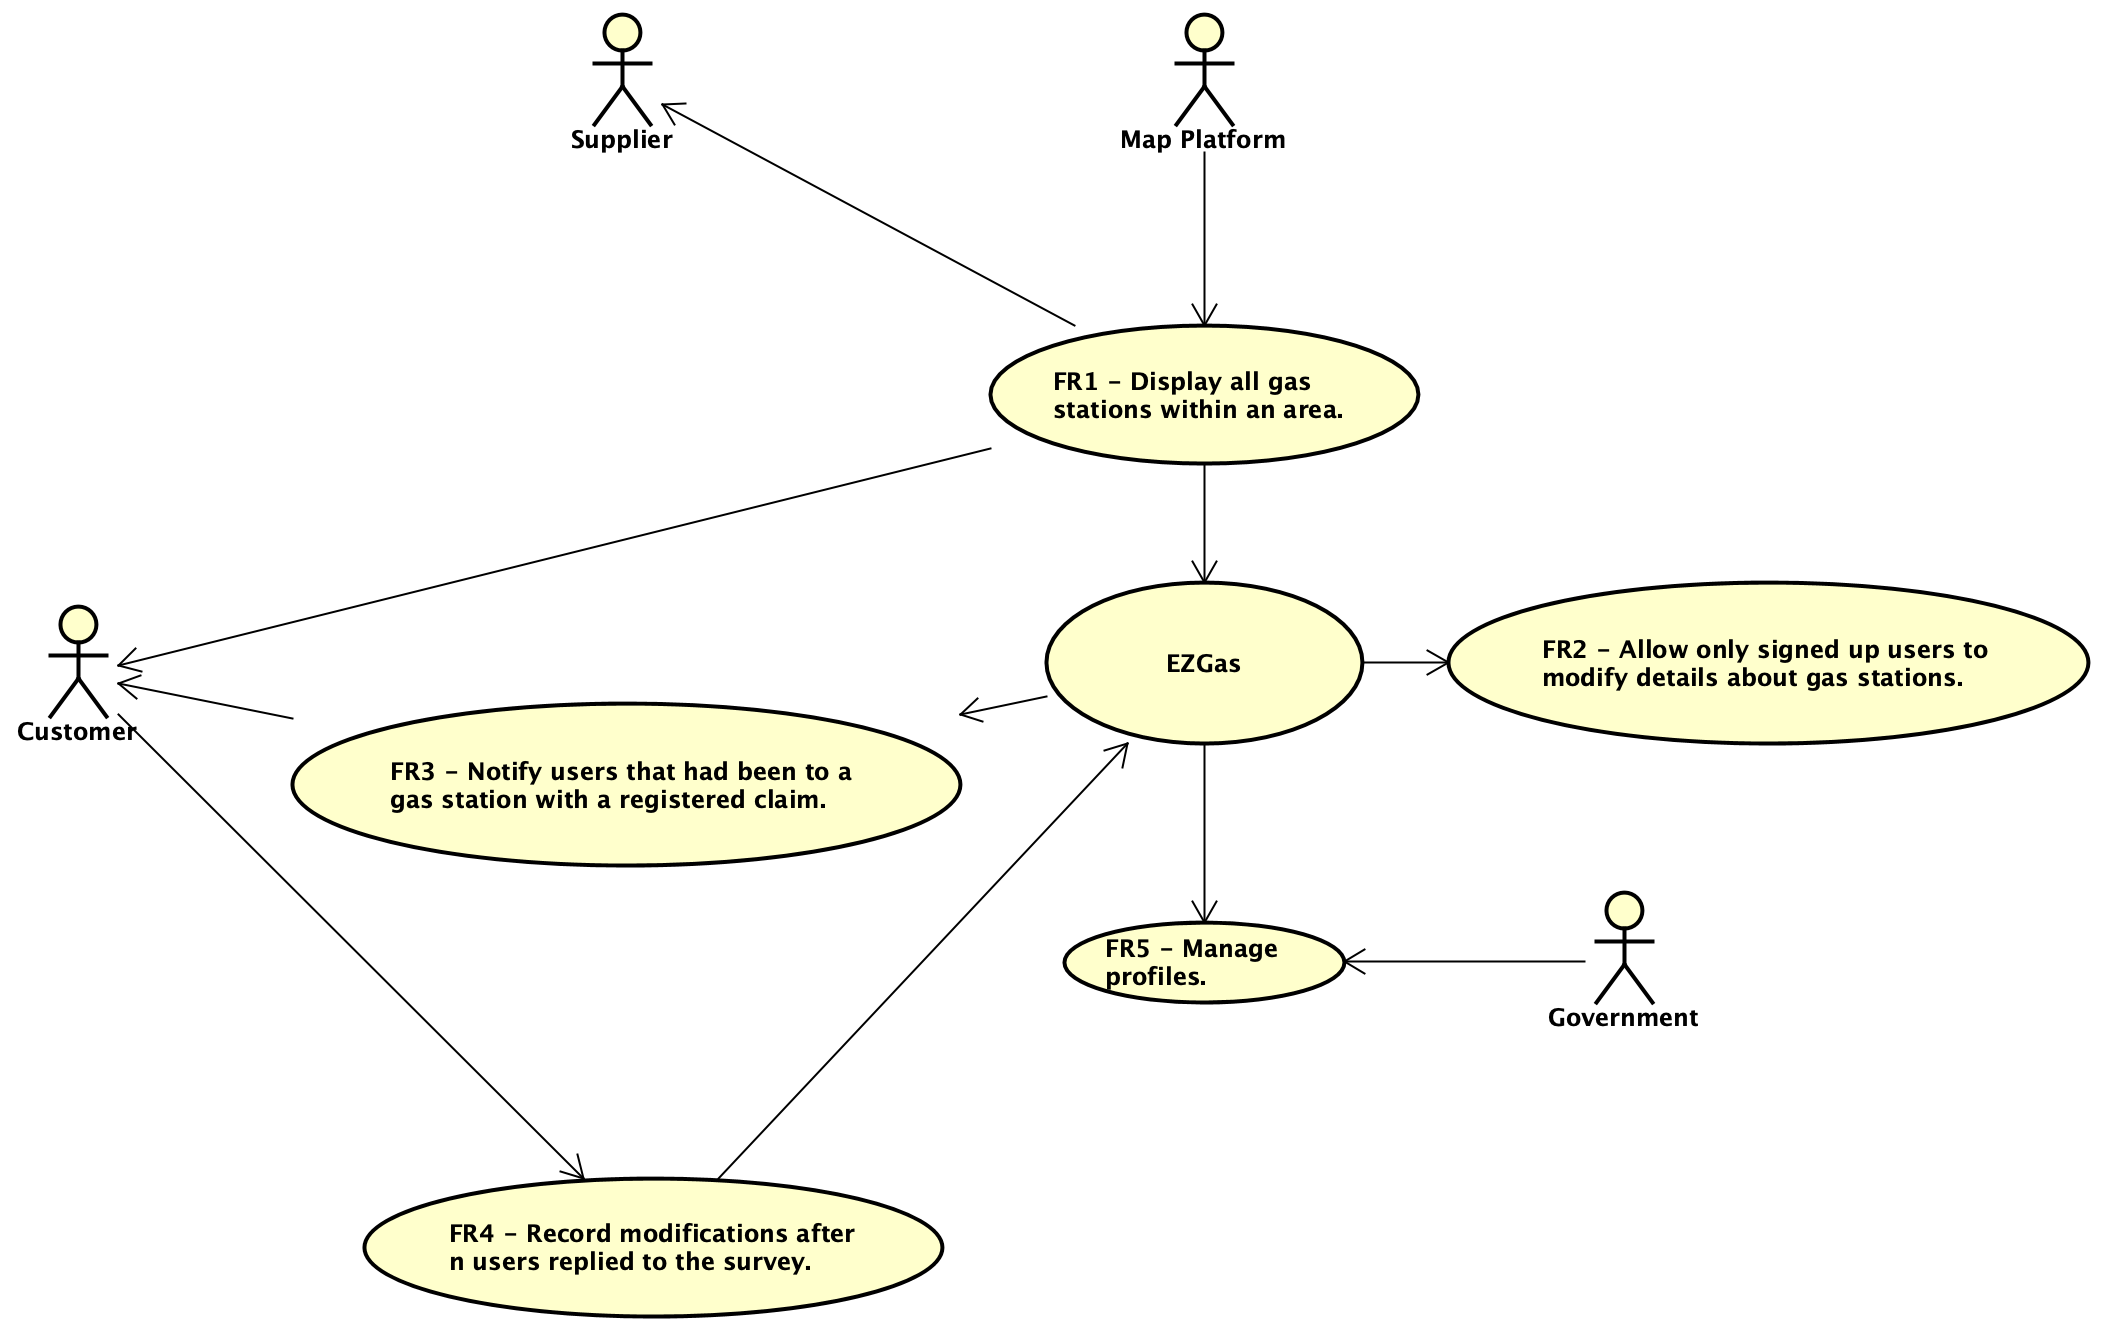 Supplier
Map Platform
FR1 – Display all gas
stations within an area.
EZGas
FR2 – Allow only signed up users to
modify details about gas stations.
Customer
FR3 – Notify users that had been to a
gas station with a registered claim.
FR5 – Manage
profiles.
Government
FR4 – Record modifications after
n users replied to the survey.